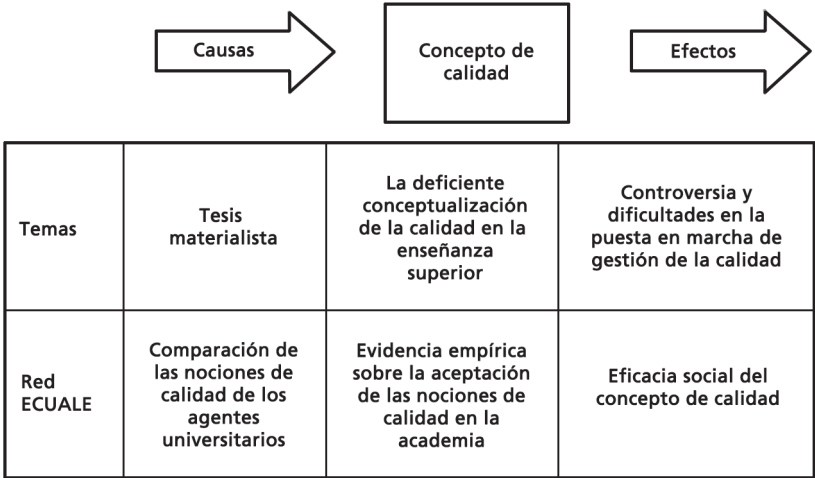 Causas
Concepto de
calidad
Efectos
Temas
Tesis
materialista
La deficiente
conceptualización
de la calidad en la
enseñanza
superior
Controversia y
dificultades en la
puesta en marcha de
gestión de la calidad
Red
ECUALE
Comparación de
las nociones de
calidad de los
agentes
universitarios
Evidencia empírica
sobre la aceptación
de las nociones de
calidad en la
academia
Eficacia social del
concepto de calidad